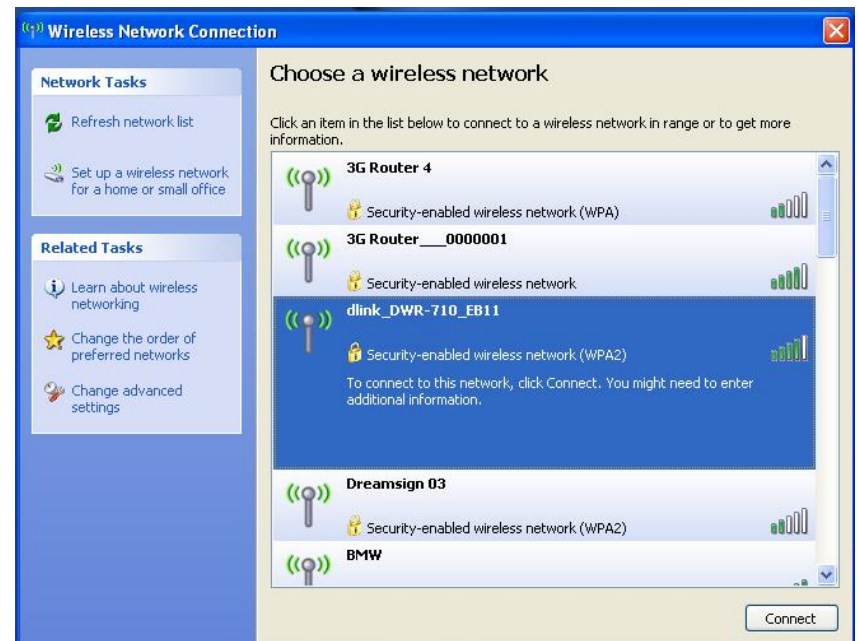 Wireless Network Connection
Network Tasks
Refresh network list
Set up a wireless network
for a home or small office
Related Tasks
Learn about wireless
networking
Change the order of
preferred networks
Change advanced
settings
Choose a wireless network
Click an item in the list below to connect to a wireless network in range or to get more
information.
3G Router 4
Security-enabled wireless network (WPA)
3G Router___0000001
Security-enabled wireless network
dlink_DWR-710_EB11
Security-enabled wireless network (WPA2)
To connect to this network, click Connect. You might need to enter
additional information.
Dreamsign 03
Security-enabled wireless network (WPA2)
BMW
Connect